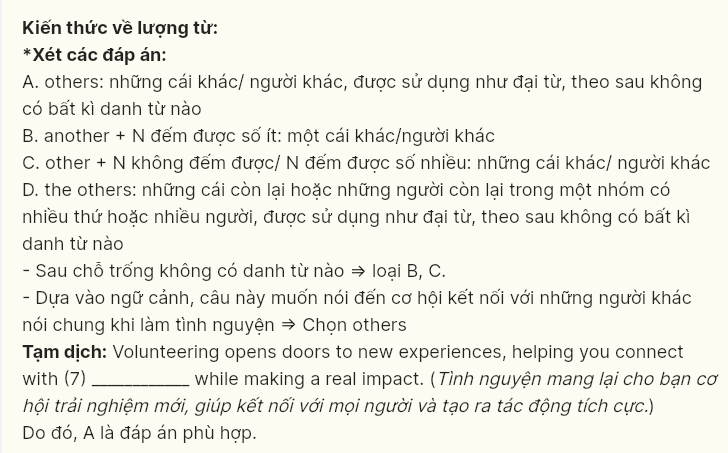 Kiến thức về lượng từ:
*Xét các đáp án:
A. others: những cái khác/ người khác, được sử dụng như đại từ, theo sau không
có bất kì danh từ nào
B. another + N đếm được số ít: một cái khác/người khác
C. other + N không đếm được/ N đếm được số nhiều: những cái khác/ người khác
D. the others: những cái còn lại hoặc những người còn lại trong một nhóm có
nhiều thứ hoặc nhiều người, được sử dụng như đại từ, theo sau không có bất kì
danh từ nào
- Sau chỗ trống không có danh từ nào ⇒ loại B, C.
- Dựa vào ngữ cảnh, câu này muốn nói đến cơ hội kết nối với những người khác
nói chung khi làm tình nguyện ⇒ Chọn others
Tạm dịch: Volunteering opens doors to new experiences, helping you connect
with (7) ____________ while making a real impact. (Tình nguyện mang lại cho bạn cơ
hội trải nghiệm mới, giúp kết nối với mọi người và tạo ra tác động tích cực.)
Do đó, A là đáp án phù hợp.